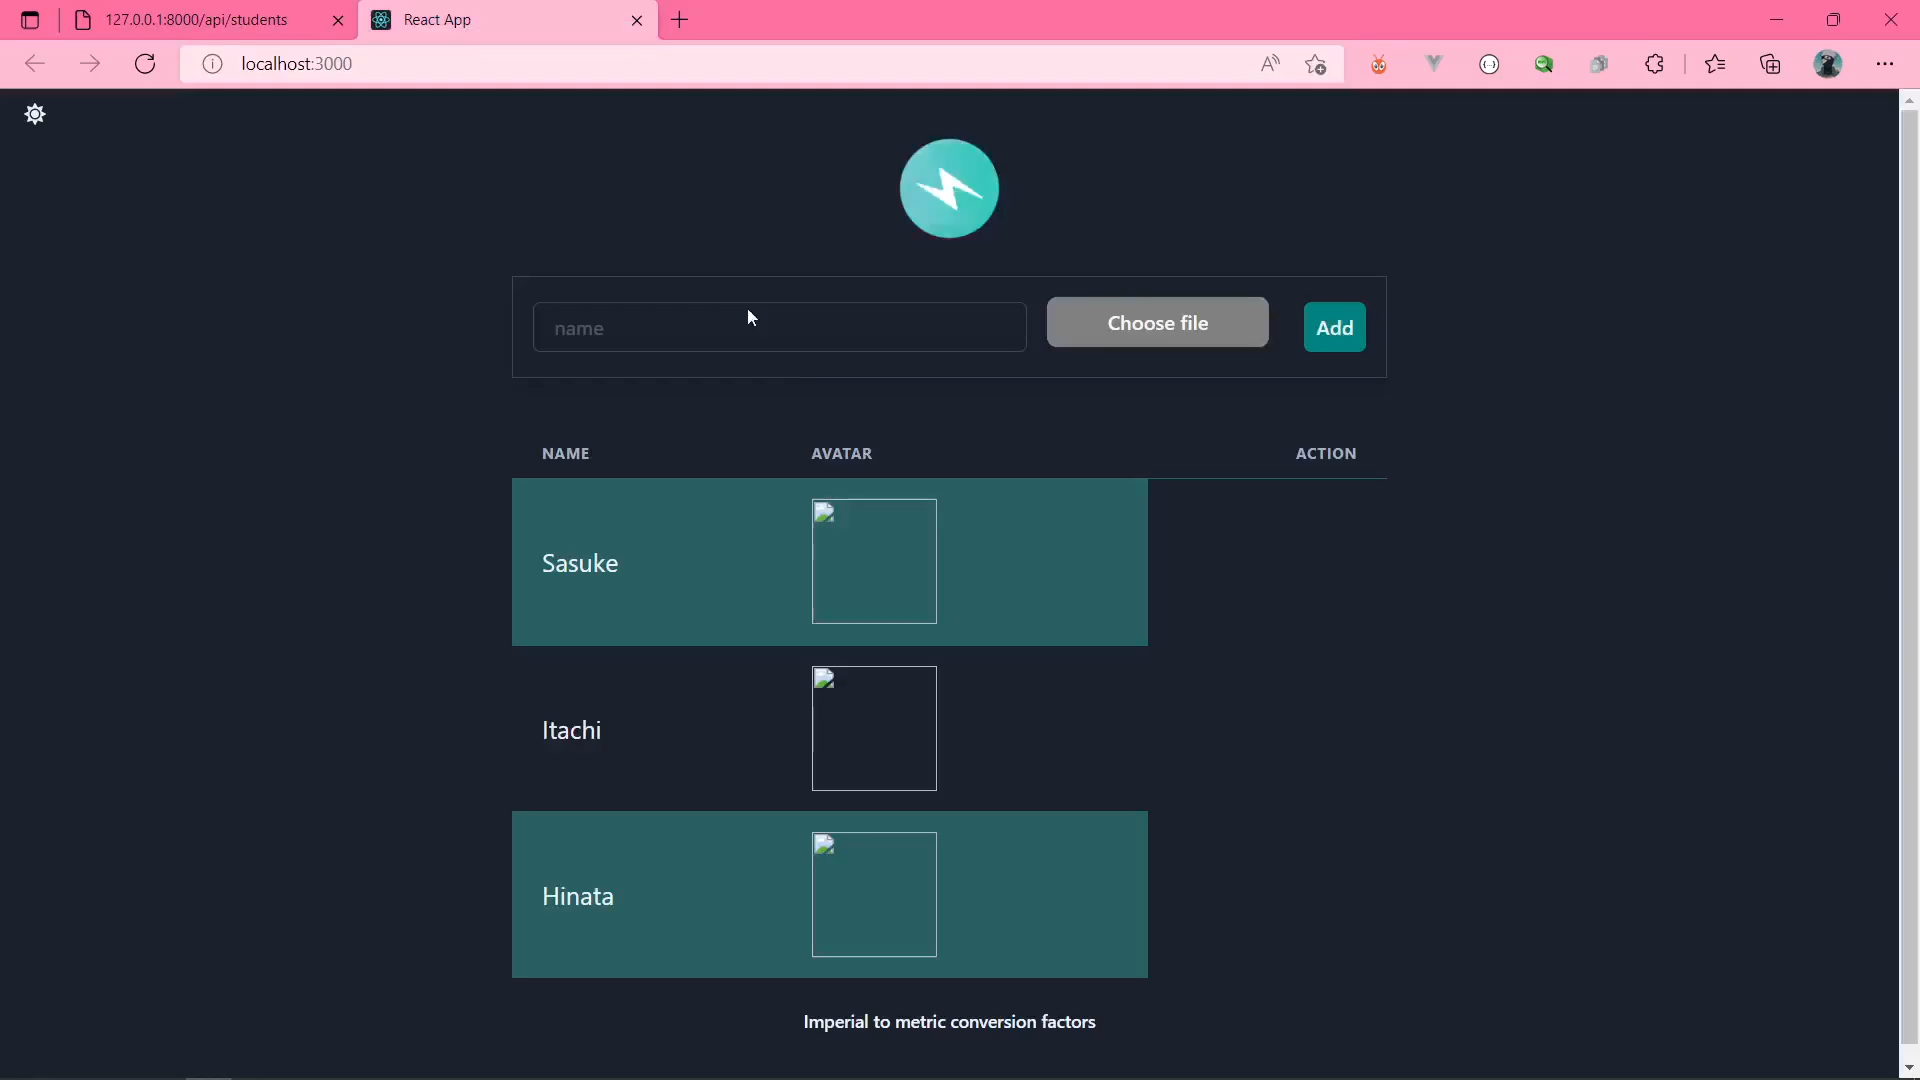 127.0.0.1:8000/api/students
React App
localhost:3000
name
Choose file
Add
NAME AVATAR ACTION
Sasuke
Itachi
Hinata
Imperial to metric conversion factors